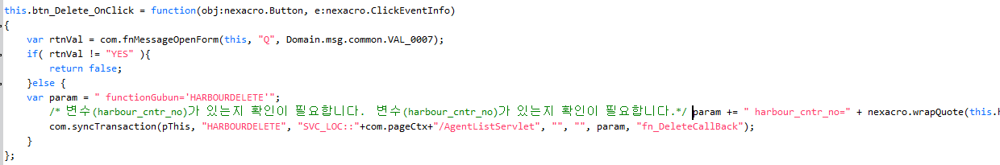 this.btn_Delete_OnClick = function(obj:nexacro.Button, e:nexacro.ClickEventInfo)
{
    var rtnVal = com.fnMessageOpenForm(this, "Q", Domain.msg.common.VAL_0007);
    if( rtnVal != "YES" ){
        return false;
    }else {
    var param = " functionGubun='HARBOURDELETE'";
        /* 변수(harbour_cntr_no)가 있는지 확인이 필요합니다. 변수(harbour_cntr_no)가 있는지 확인이 필요합니다.*/ param += " harbour_cntr_no=" + nexacro.wrapQuote(this.
        com.syncTransaction(pThis, "HARBOURDELETE", "SVC_LOC::"+com.pageCtx+"/AgentListServlet", "", "", param, "fn_DeleteCallBack");
    }
};